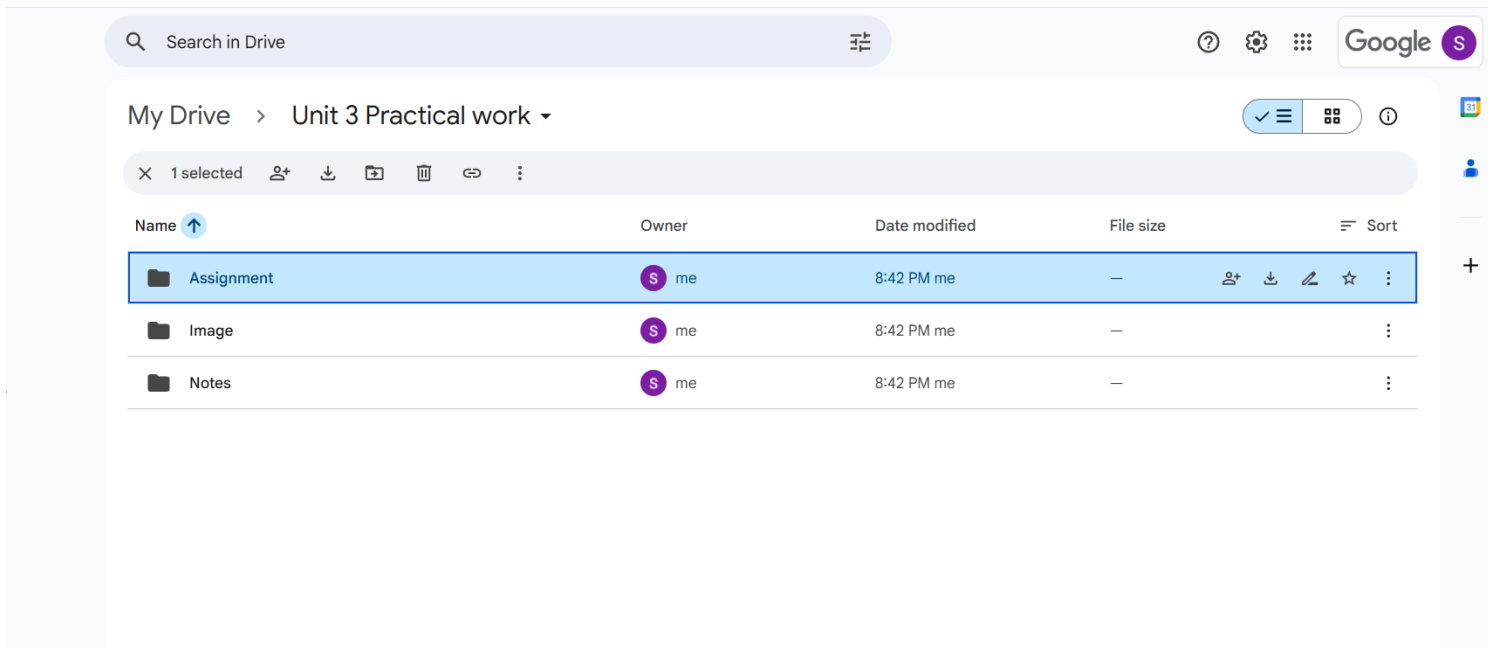 Search in Drive
Google S
31
My Drive > Unit 3 Practical work
1 selected
Name Owner Date modified File size Sort
Assignment S me 8:42 PM me —
Image S me 8:42 PM me —
Notes S me 8:42 PM me —